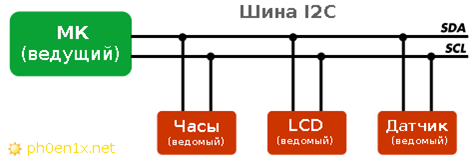 Шина I2C
МК
(ведущий)
SDA
SCL
Часы
(ведомый)
LCD
(ведомый)
Датчик
(ведомый)
ph0en1x.net